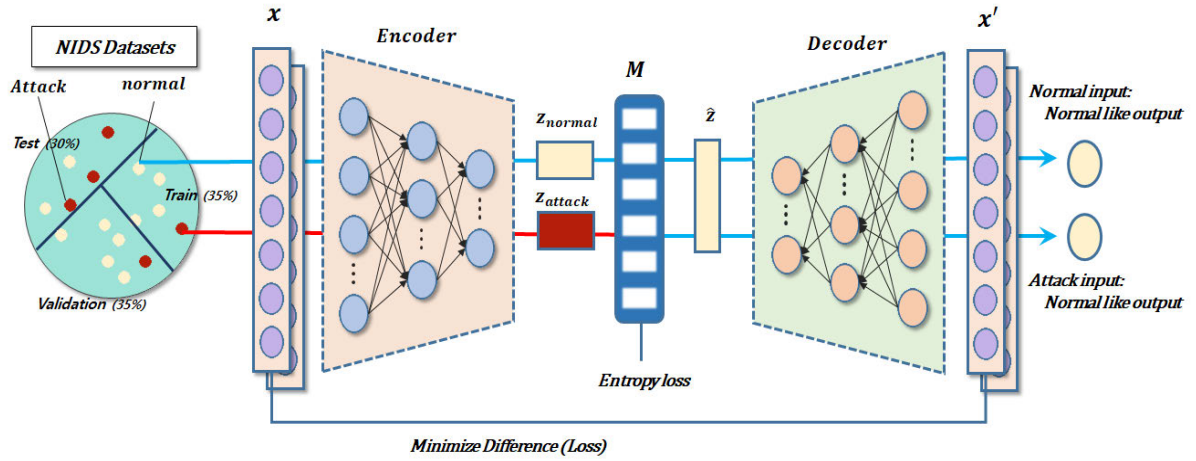 NIDS Datasets
Attack
normal
Test (30%)
Train (35%)
Validation (35%)
x
Encoder
z_normal
z_attack
M
Entropy loss
ẑ
Decoder
x′
Normal input:
Normal like output
Attack input:
Normal like output
Minimize Difference (Loss)